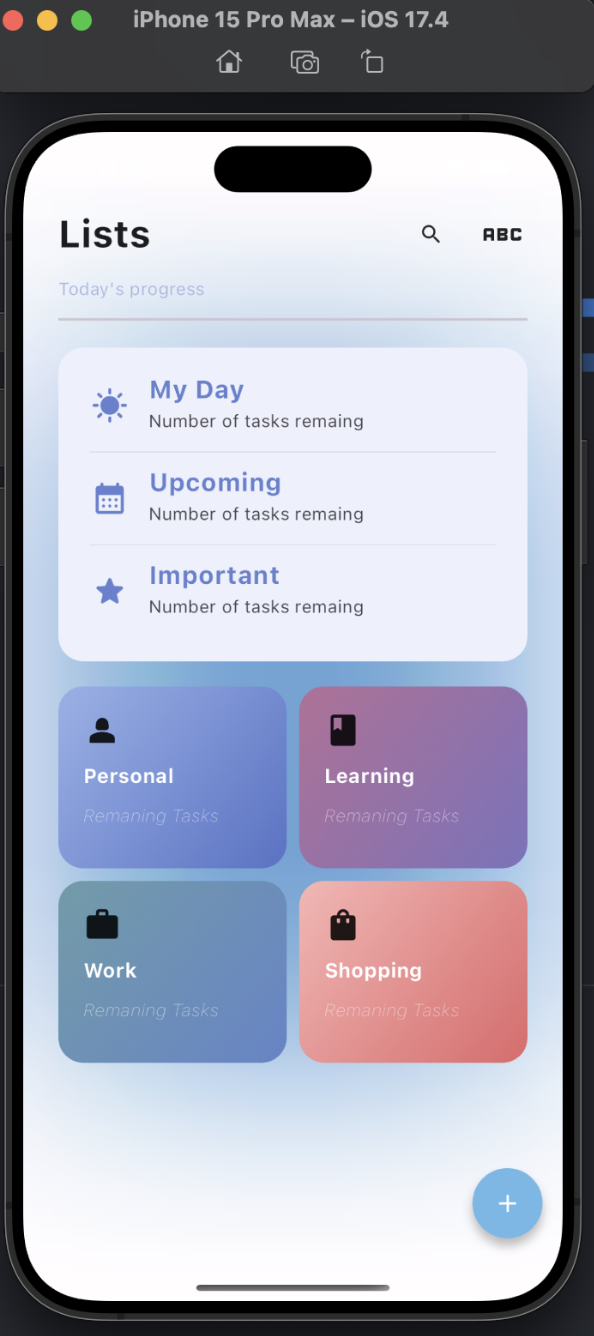 iPhone 15 Pro Max – iOS 17.4
Lists
ABC
Today's progress
My Day
Number of tasks remaing
Upcoming
Number of tasks remaing
Important
Number of tasks remaing
Personal
Remaning Tasks
Learning
Remaning Tasks
Work
Remaning Tasks
Shopping
Remaning Tasks